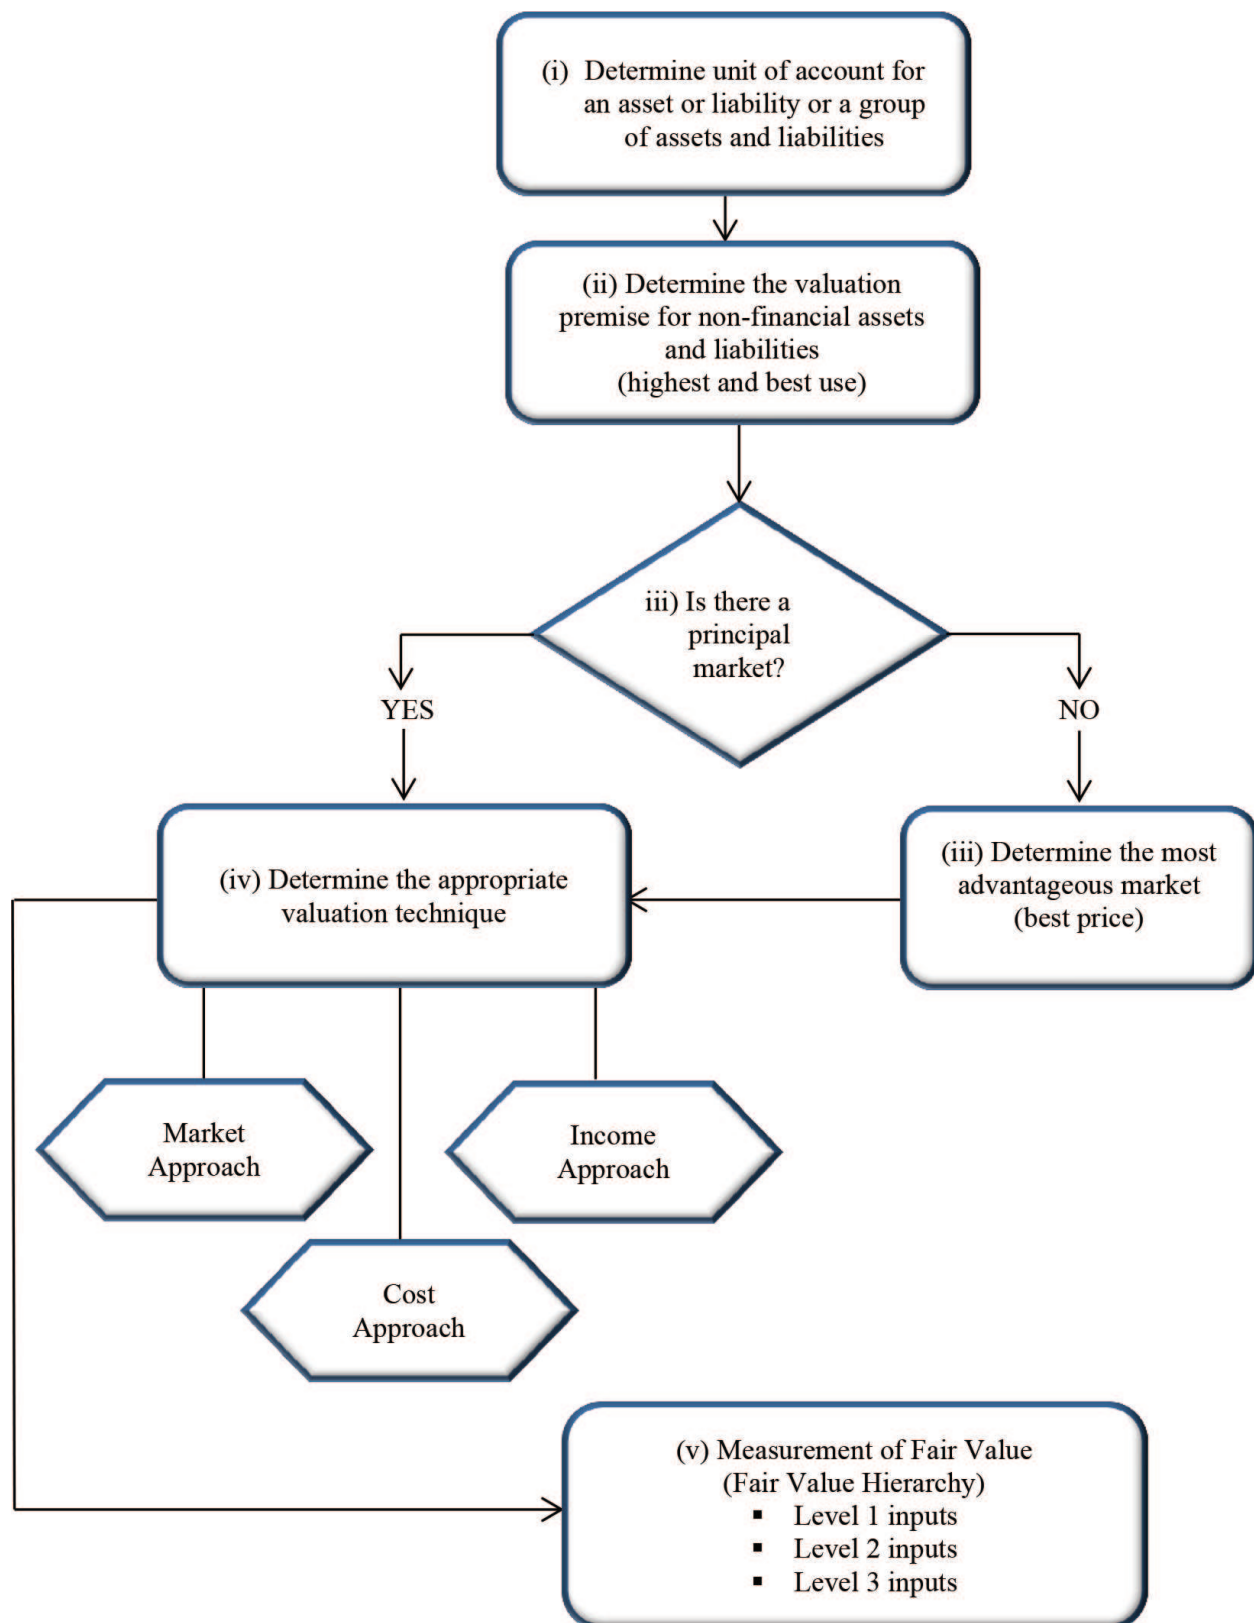 (i) Determine unit of account for
an asset or liability or a group
of assets and liabilities
(ii) Determine the valuation
premise for non-financial assets
and liabilities
(highest and best use)
iii) Is there a
principal
market?
YES
NO
(iv) Determine the appropriate
valuation technique
(iii) Determine the most
advantageous market
(best price)
Market
Approach
Income
Approach
Cost
Approach
(v) Measurement of Fair Value
(Fair Value Hierarchy)
▪ Level 1 inputs
▪ Level 2 inputs
▪ Level 3 inputs